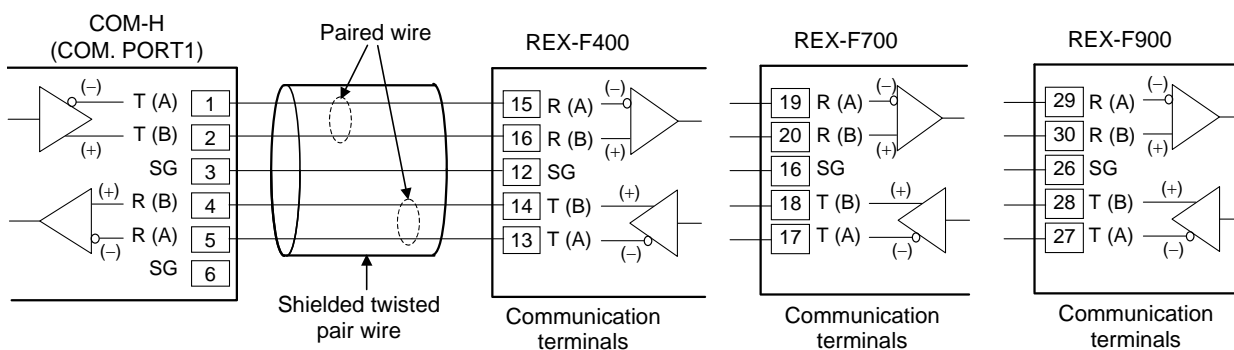 COM-H
(COM. PORT1)
Paired wire
REX-F400
REX-F700
REX-F900
(−) T (A) 1
T (B) 2
(+)
SG 3
(+) R (B) 4
R (A) 5
(−)
SG 6
Shielded twisted
pair wire
15 R (A) (−)
16 R (B)
(+)
12 SG
14 T (B) (+)
13 T (A)
(−)
Communication
terminals
19 R (A) (−)
20 R (B)
(+)
16 SG
18 T (B) (+)
17 T (A)
(−)
Communication
terminals
29 R (A) (−)
30 R (B)
(+)
26 SG
28 T (B) (+)
27 T (A)
(−)
Communication
terminals